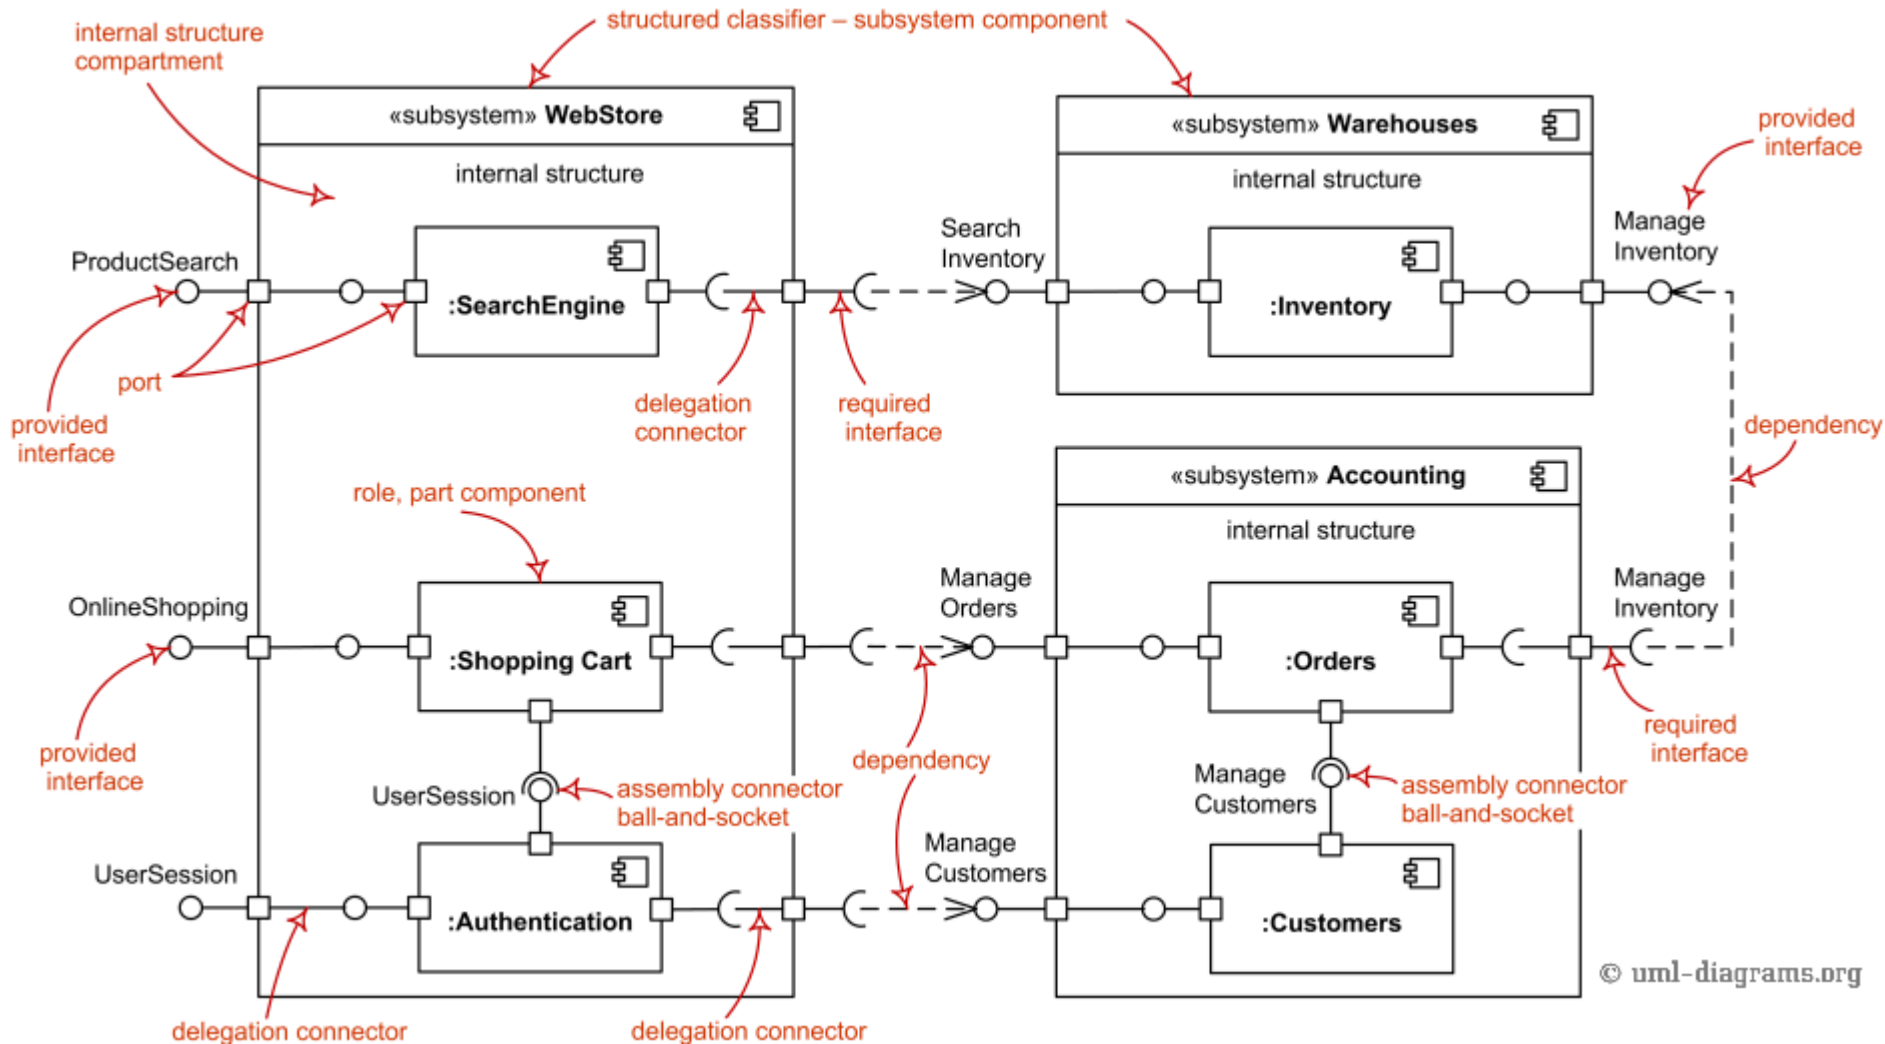 structured classifier – subsystem component
internal structure
compartment
«subsystem» WebStore
internal structure
«subsystem» Warehouses
internal structure
provided
interface
ProductSearch
:SearchEngine
Search
Inventory
:Inventory
Manage
Inventory
port
provided
interface
delegation
connector
required
interface
dependency
role, part component
«subsystem» Accounting
internal structure
OnlineShopping
:Shopping Cart
Manage
Orders
:Orders
Manage
Inventory
provided
interface
dependency
required
interface
UserSession
assembly connector
ball-and-socket
Manage
Customers
assembly connector
ball-and-socket
UserSession
:Authentication
Manage
Customers
:Customers
© uml-diagrams.org
delegation connector
delegation connector